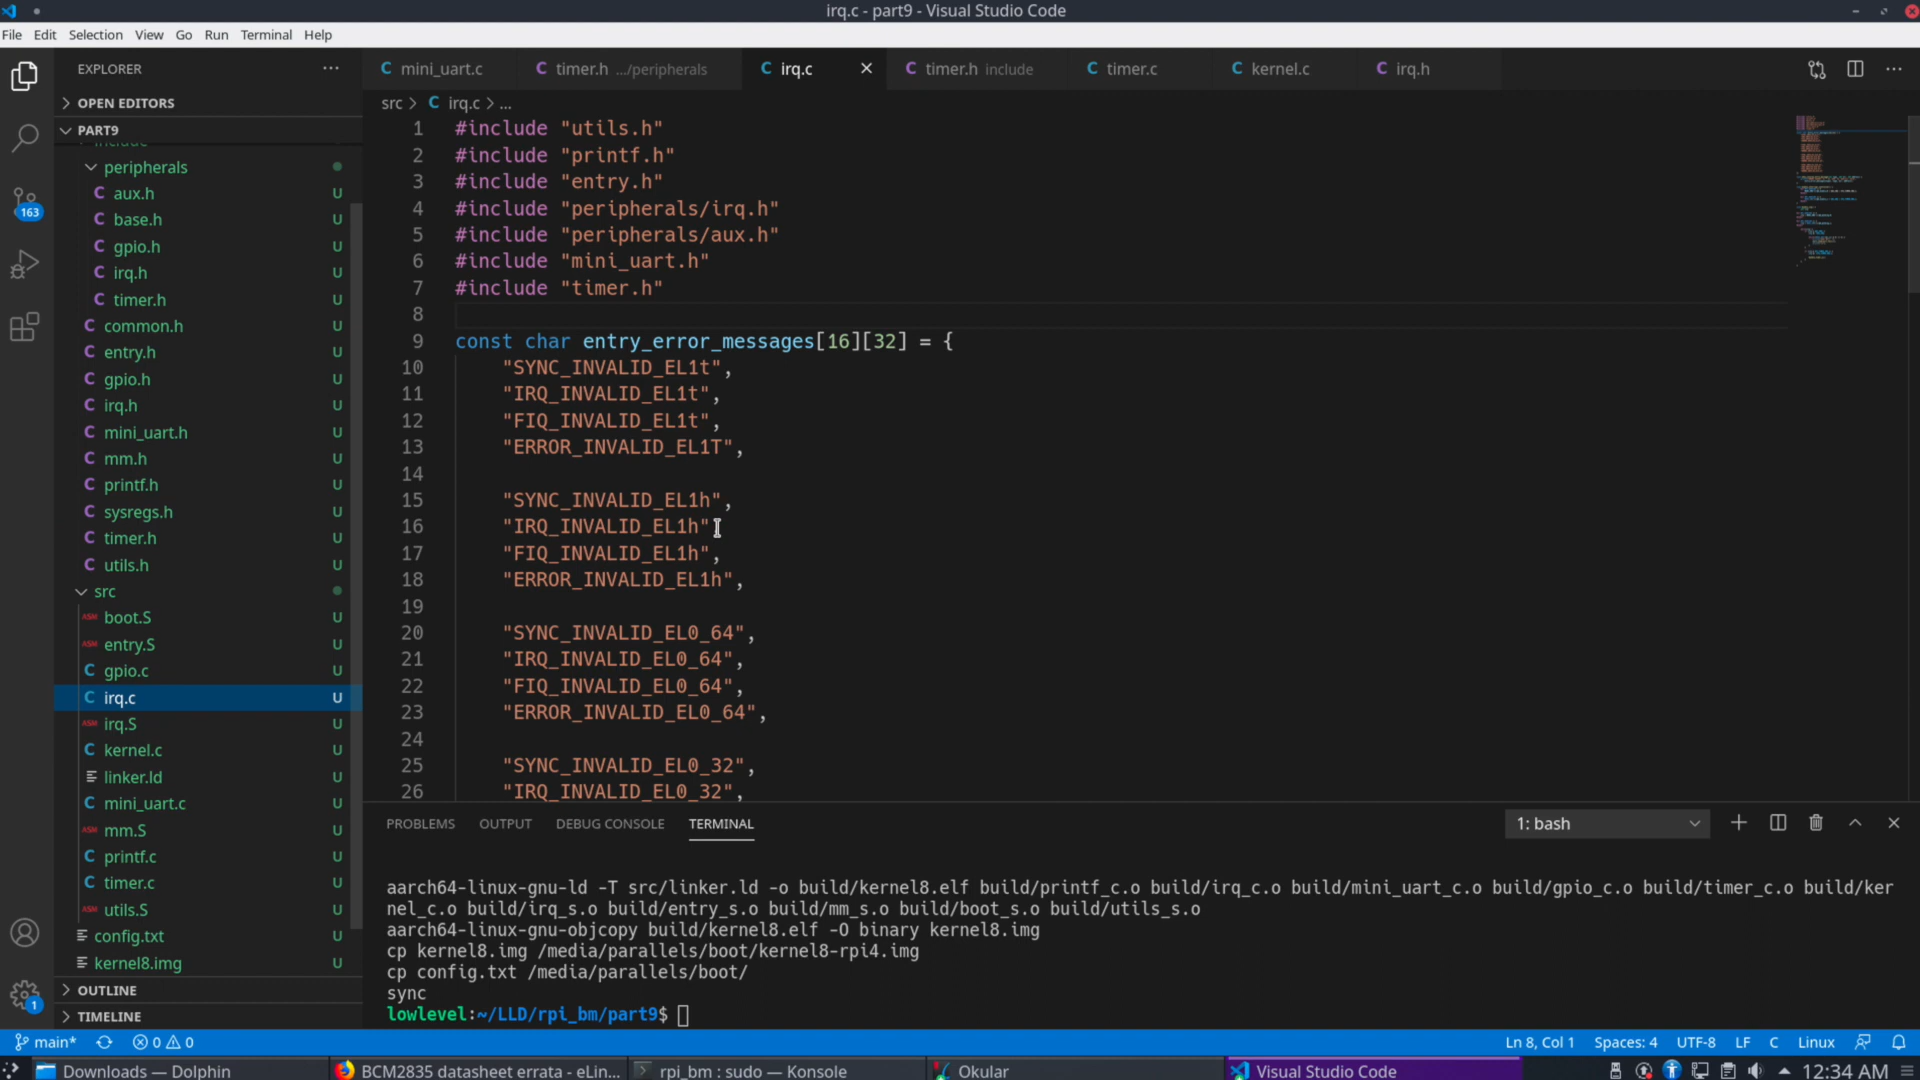 irq.c - part9 - Visual Studio Code
File Edit Selection View Go Run Terminal Help
EXPLORER
OPEN EDITORS
PART9
peripherals
aux.h U
base.h U
gpio.h U
irq.h U
timer.h U
common.h U
entry.h U
gpio.h U
irq.h U
mini_uart.h U
mm.h U
printf.h U
sysregs.h U
timer.h U
utils.h U
src
boot.S U
entry.S U
gpio.c U
irq.c U
irq.S U
kernel.c U
linker.ld U
mini_uart.c U
mm.S U
printf.c U
timer.c U
utils.S U
config.txt U
kernel8.img U
OUTLINE
TIMELINE
163
1
mini_uart.c timer.h .../peripherals irq.c timer.h include timer.c kernel.c irq.h
src > C irq.c > ...
1 #include "utils.h"
2 #include "printf.h"
3 #include "entry.h"
4 #include "peripherals/irq.h"
5 #include "peripherals/aux.h"
6 #include "mini_uart.h"
7 #include "timer.h"
8
9 const char entry_error_messages[16][32] = {
10 "SYNC_INVALID_EL1t",
11 "IRQ_INVALID_EL1t",
12 "FIQ_INVALID_EL1t",
13 "ERROR_INVALID_EL1T",
14
15 "SYNC_INVALID_EL1h",
16 "IRQ_INVALID_EL1h"
17 "FIQ_INVALID_EL1h",
18 "ERROR_INVALID_EL1h",
19
20 "SYNC_INVALID_EL0_64",
21 "IRQ_INVALID_EL0_64",
22 "FIQ_INVALID_EL0_64",
23 "ERROR_INVALID_EL0_64",
24
25 "SYNC_INVALID_EL0_32",
26 "IRQ_INVALID_EL0_32",
PROBLEMS OUTPUT DEBUG CONSOLE TERMINAL 1: bash
aarch64-linux-gnu-ld -T src/linker.ld -o build/kernel8.elf build/printf_c.o build/irq_c.o build/mini_uart_c.o build/gpio_c.o build/timer_c.o build/ker
nel_c.o build/irq_s.o build/entry_s.o build/mm_s.o build/boot_s.o build/utils_s.o
aarch64-linux-gnu-objcopy build/kernel8.elf -O binary kernel8.img
cp kernel8.img /media/parallels/boot/kernel8-rpi4.img
cp config.txt /media/parallels/boot/
sync
lowlevel:~/LLD/rpi_bm/part9$
main* 0 0 Ln 8, Col 1 Spaces: 4 UTF-8 LF C Linux
Downloads — Dolphin BCM2835 datasheet errata - eLin... rpi_bm : sudo — Konsole Okular Visual Studio Code 12:34 AM